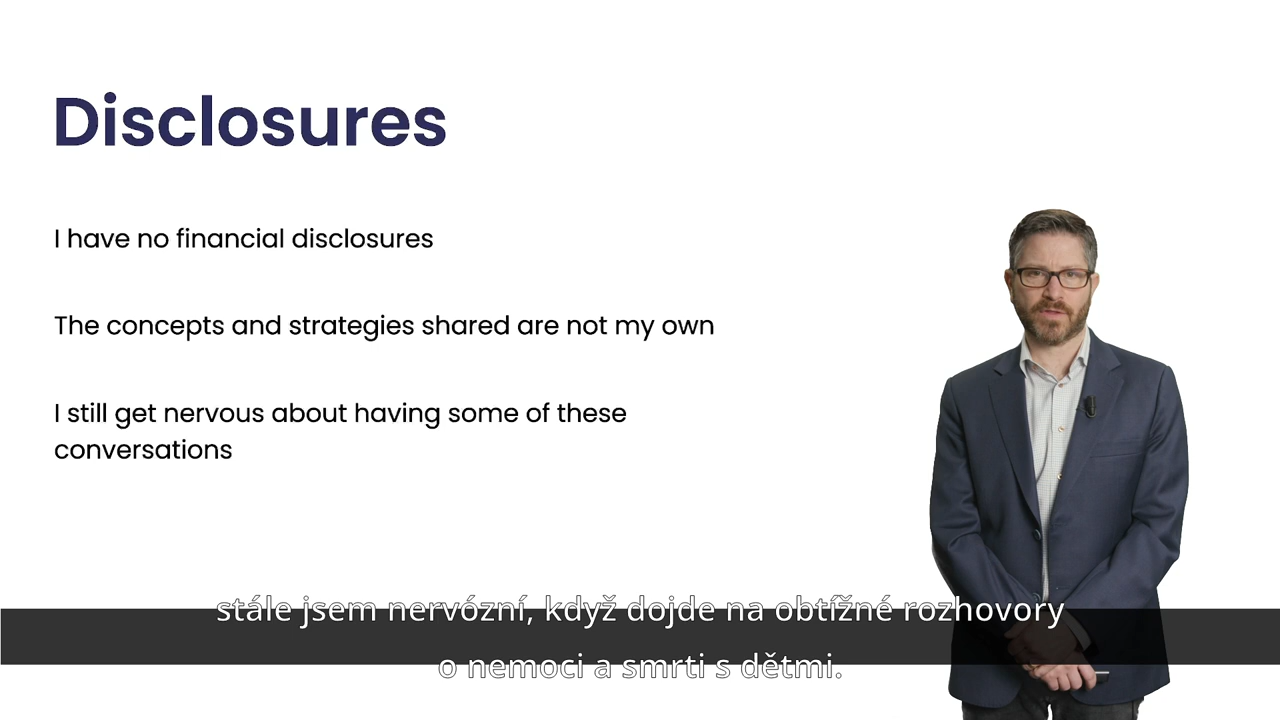 Disclosures
I have no financial disclosures
The concepts and strategies shared are not my own
I still get nervous about having some of these
conversations
stále jsem nervózní, když dojde na obtížné rozhovory
o nemoci a smrti s dětmi.